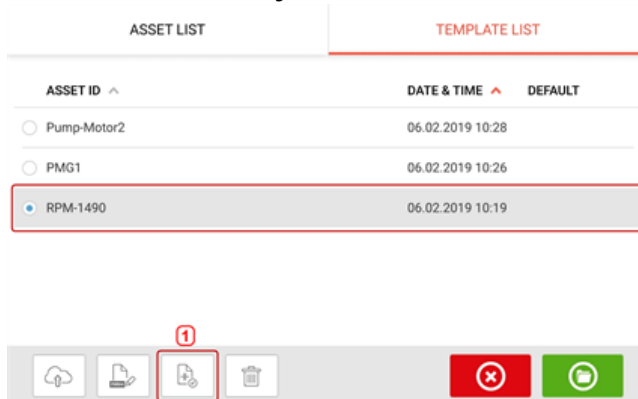 ASSET LIST TEMPLATE LIST
ASSET ID DATE & TIME DEFAULT
Pump-Motor2 06.02.2019 10:28
PMG1 06.02.2019 10:26
RPM-1490 06.02.2019 10:19
1